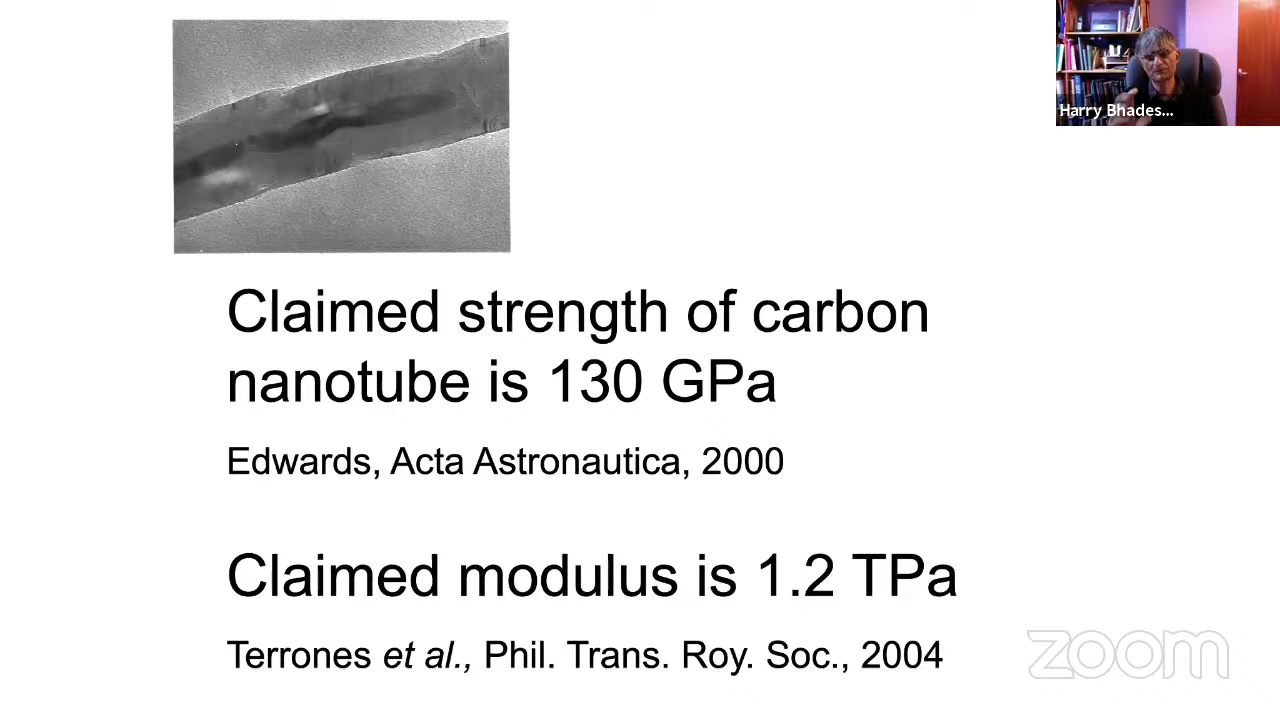 Harry Bhades...
Claimed strength of carbon
nanotube is 130 GPa
Edwards, Acta Astronautica, 2000
Claimed modulus is 1.2 TPa
Terrones et al., Phil. Trans. Roy. Soc., 2004
zoom